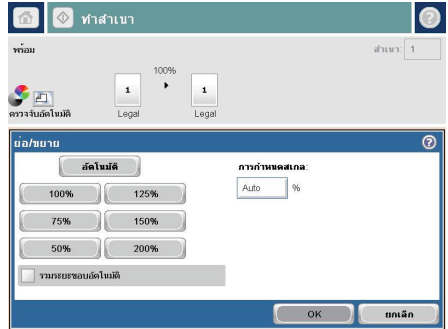 ทำสำเนา
พร้อม
สำเนา: 1
100%
1
1
ตรวจจับอัตโนมัติ
Legal
Legal
ย่อ/ขยาย
อัตโนมัติ
การกำหนดสเกล:
100%
125%
Auto %
75%
150%
50%
200%
รวมระยะขอบอัตโนมัติ
OK
ยกเลิก